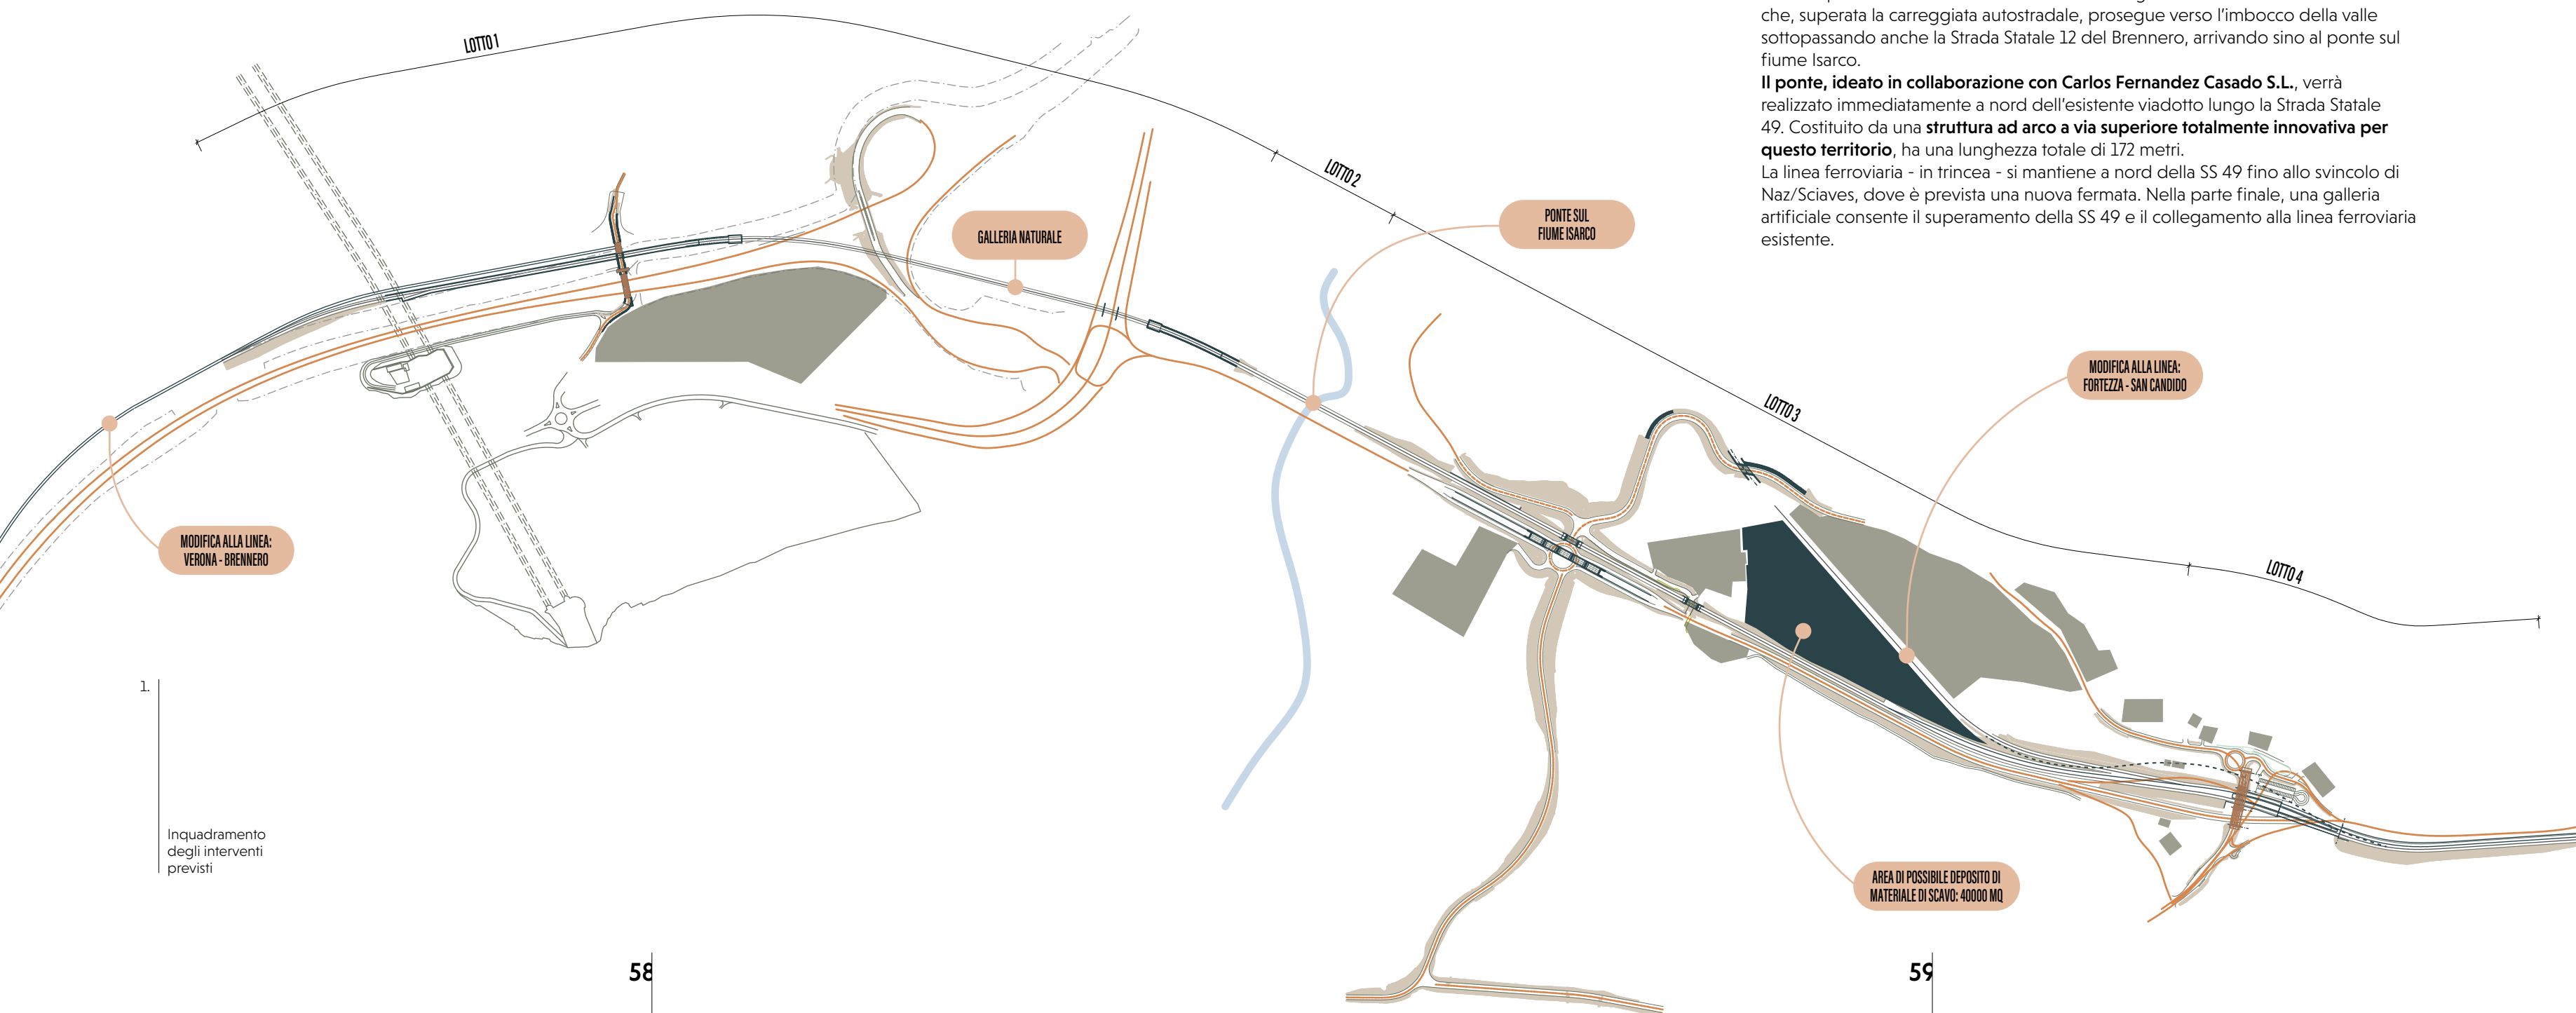 che, superata la carreggiata autostradale, prosegue verso l'imbocco della valle
sottopassando anche la Strada Statale 12 del Brennero, arrivando sino al ponte sul
fiume Isarco.
Il ponte, ideato in collaborazione con Carlos Fernandez Casado S.L., verrà
realizzato immediatamente a nord dell'esistente viadotto lungo la Strada Statale
49. Costituito da una struttura ad arco a via superiore totalmente innovativa per
questo territorio, ha una lunghezza totale di 172 metri.
La linea ferroviaria - in trincea - si mantiene a nord della SS 49 fino allo svincolo di
Naz/Sciaves, dove è prevista una nuova fermata. Nella parte finale, una galleria
artificiale consente il superamento della SS 49 e il collegamento alla linea ferroviaria
esistente.
LOTTO 1
LOTTO 2
LOTTO 3
LOTTO 4
GALLERIA NATURALE
PONTE SUL
FIUME ISARCO
MODIFICA ALLA LINEA:
FORTEZZA - SAN CANDIDO
MODIFICA ALLA LINEA:
VERONA - BRENNERO
AREA DI POSSIBILE DEPOSITO DI
MATERIALE DI SCAVO: 40000 MQ
1.
Inquadramento
degli interventi
previsti
58
59